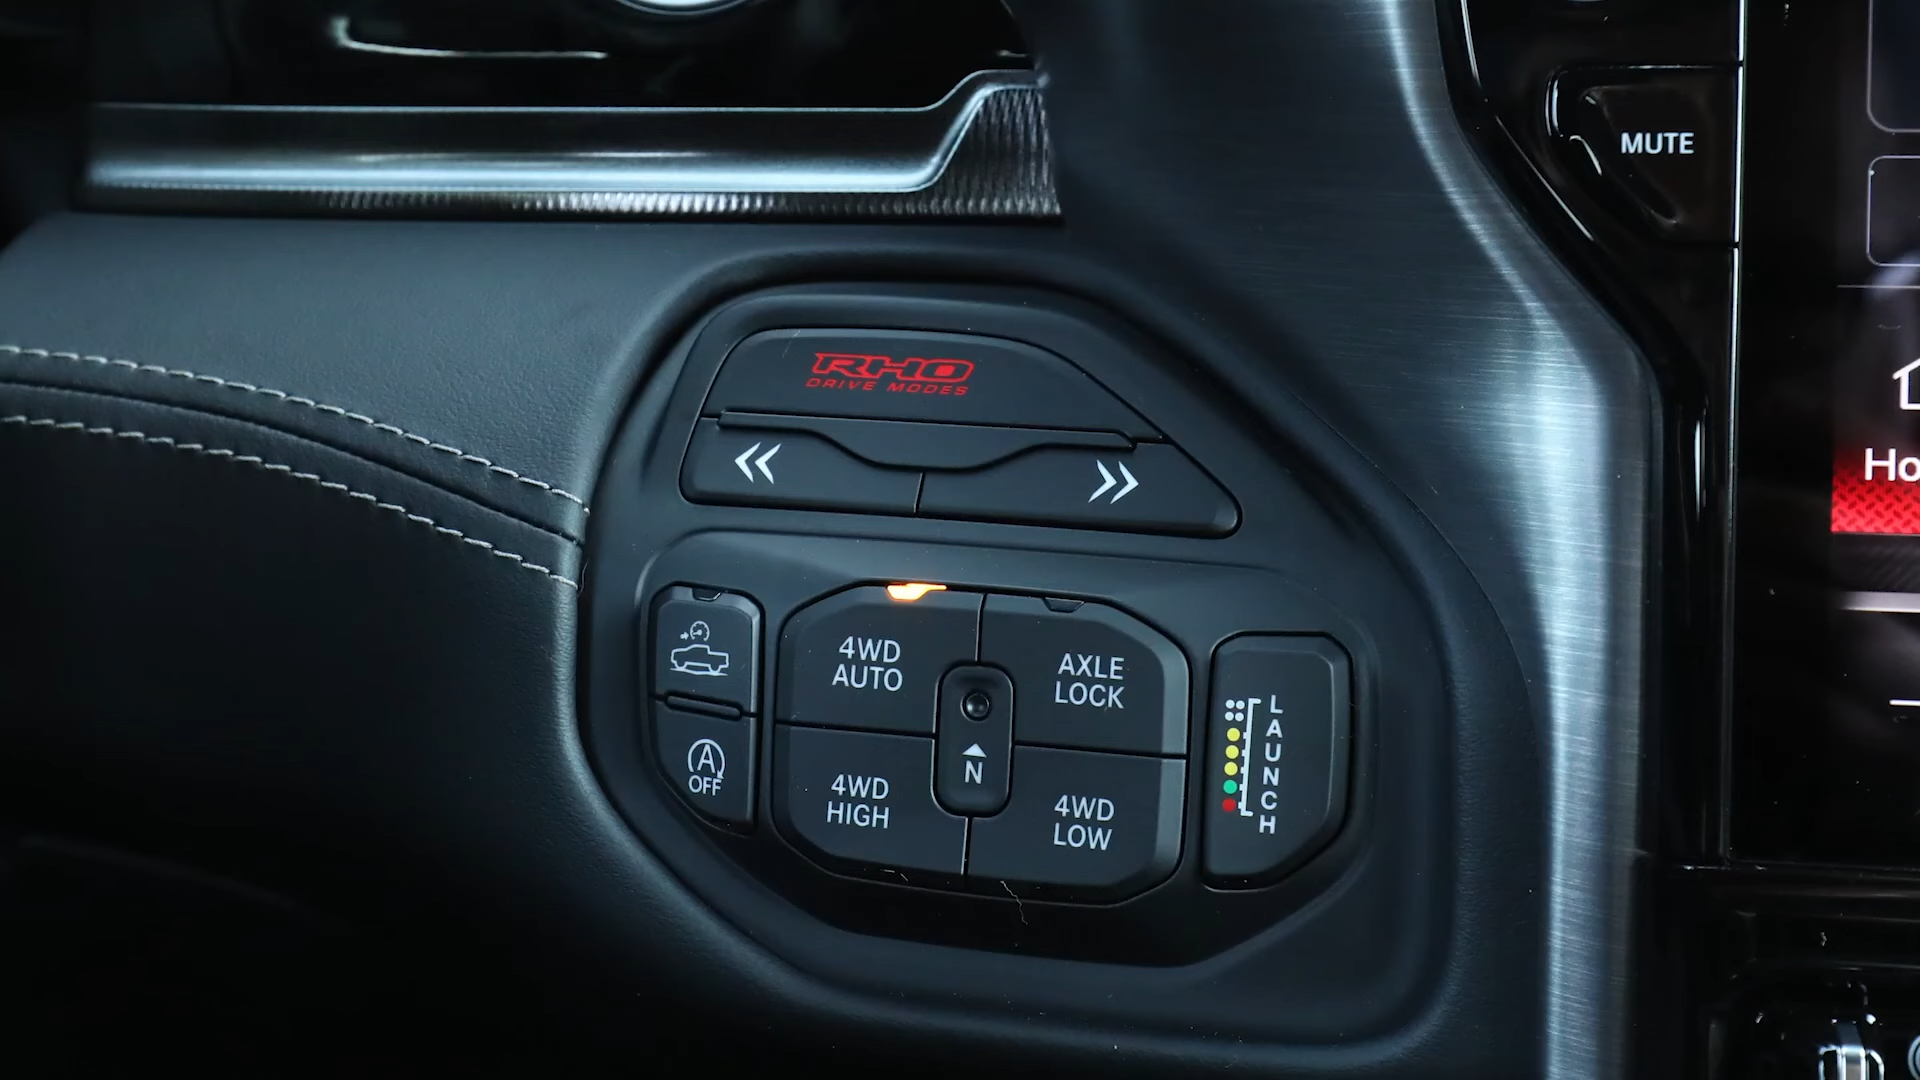 MUTE
RHO
DRIVE MODES
Ho
4WD
AUTO
AXLE
LOCK
A
OFF
N
4WD
HIGH
4WD
LOW
LAUNCH